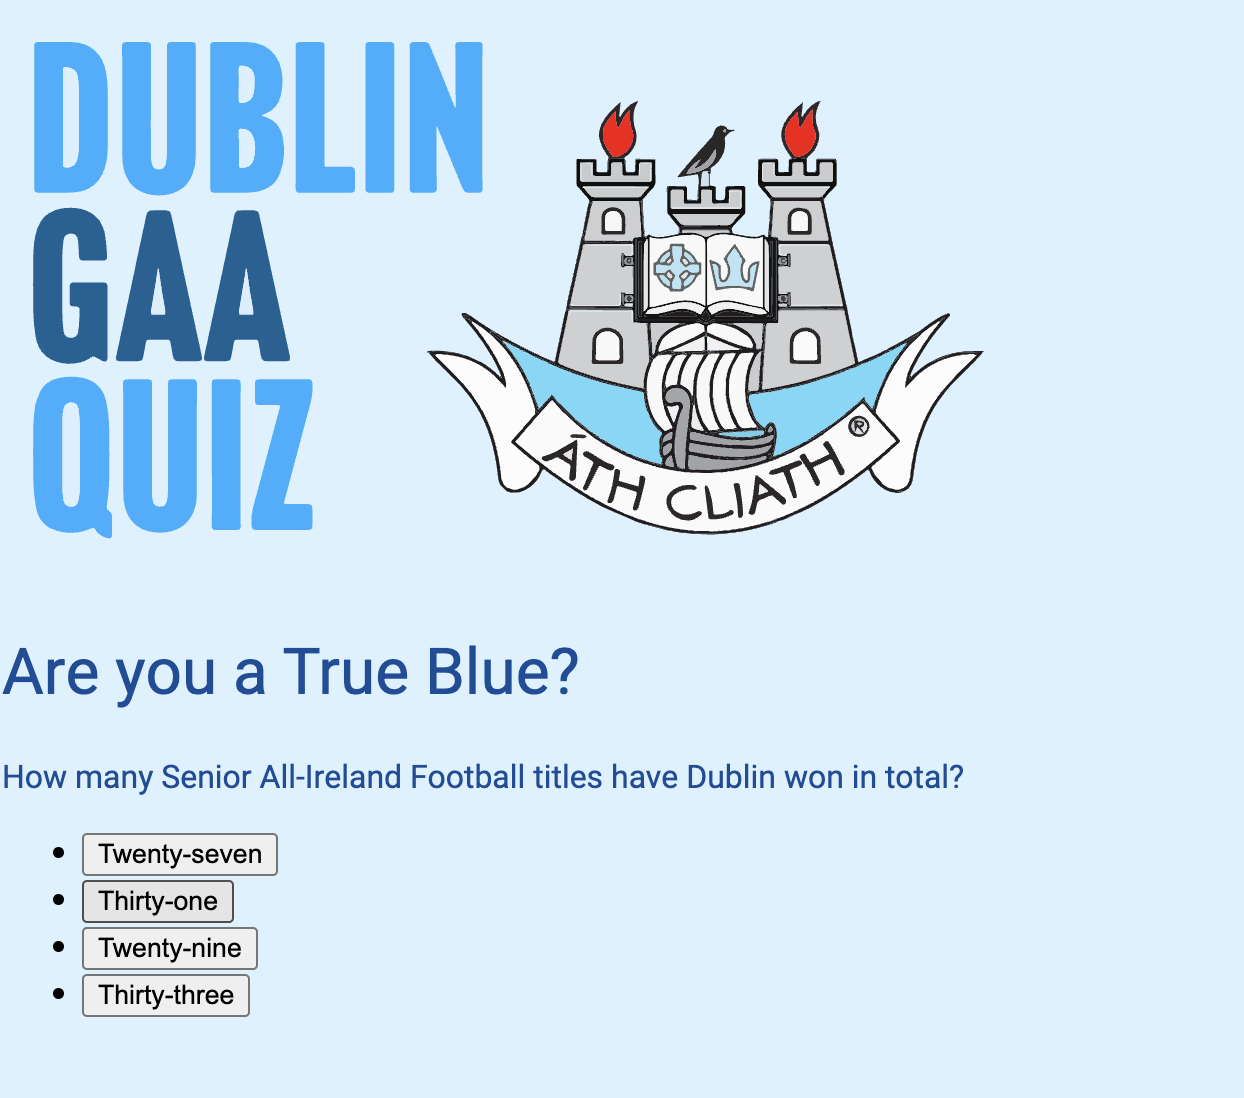 DUBLIN
GAA
QUIZ
ÁTH CLIATH ®
Are you a True Blue?
How many Senior All-Ireland Football titles have Dublin won in total?
Twenty-seven
Thirty-one
Twenty-nine
Thirty-three